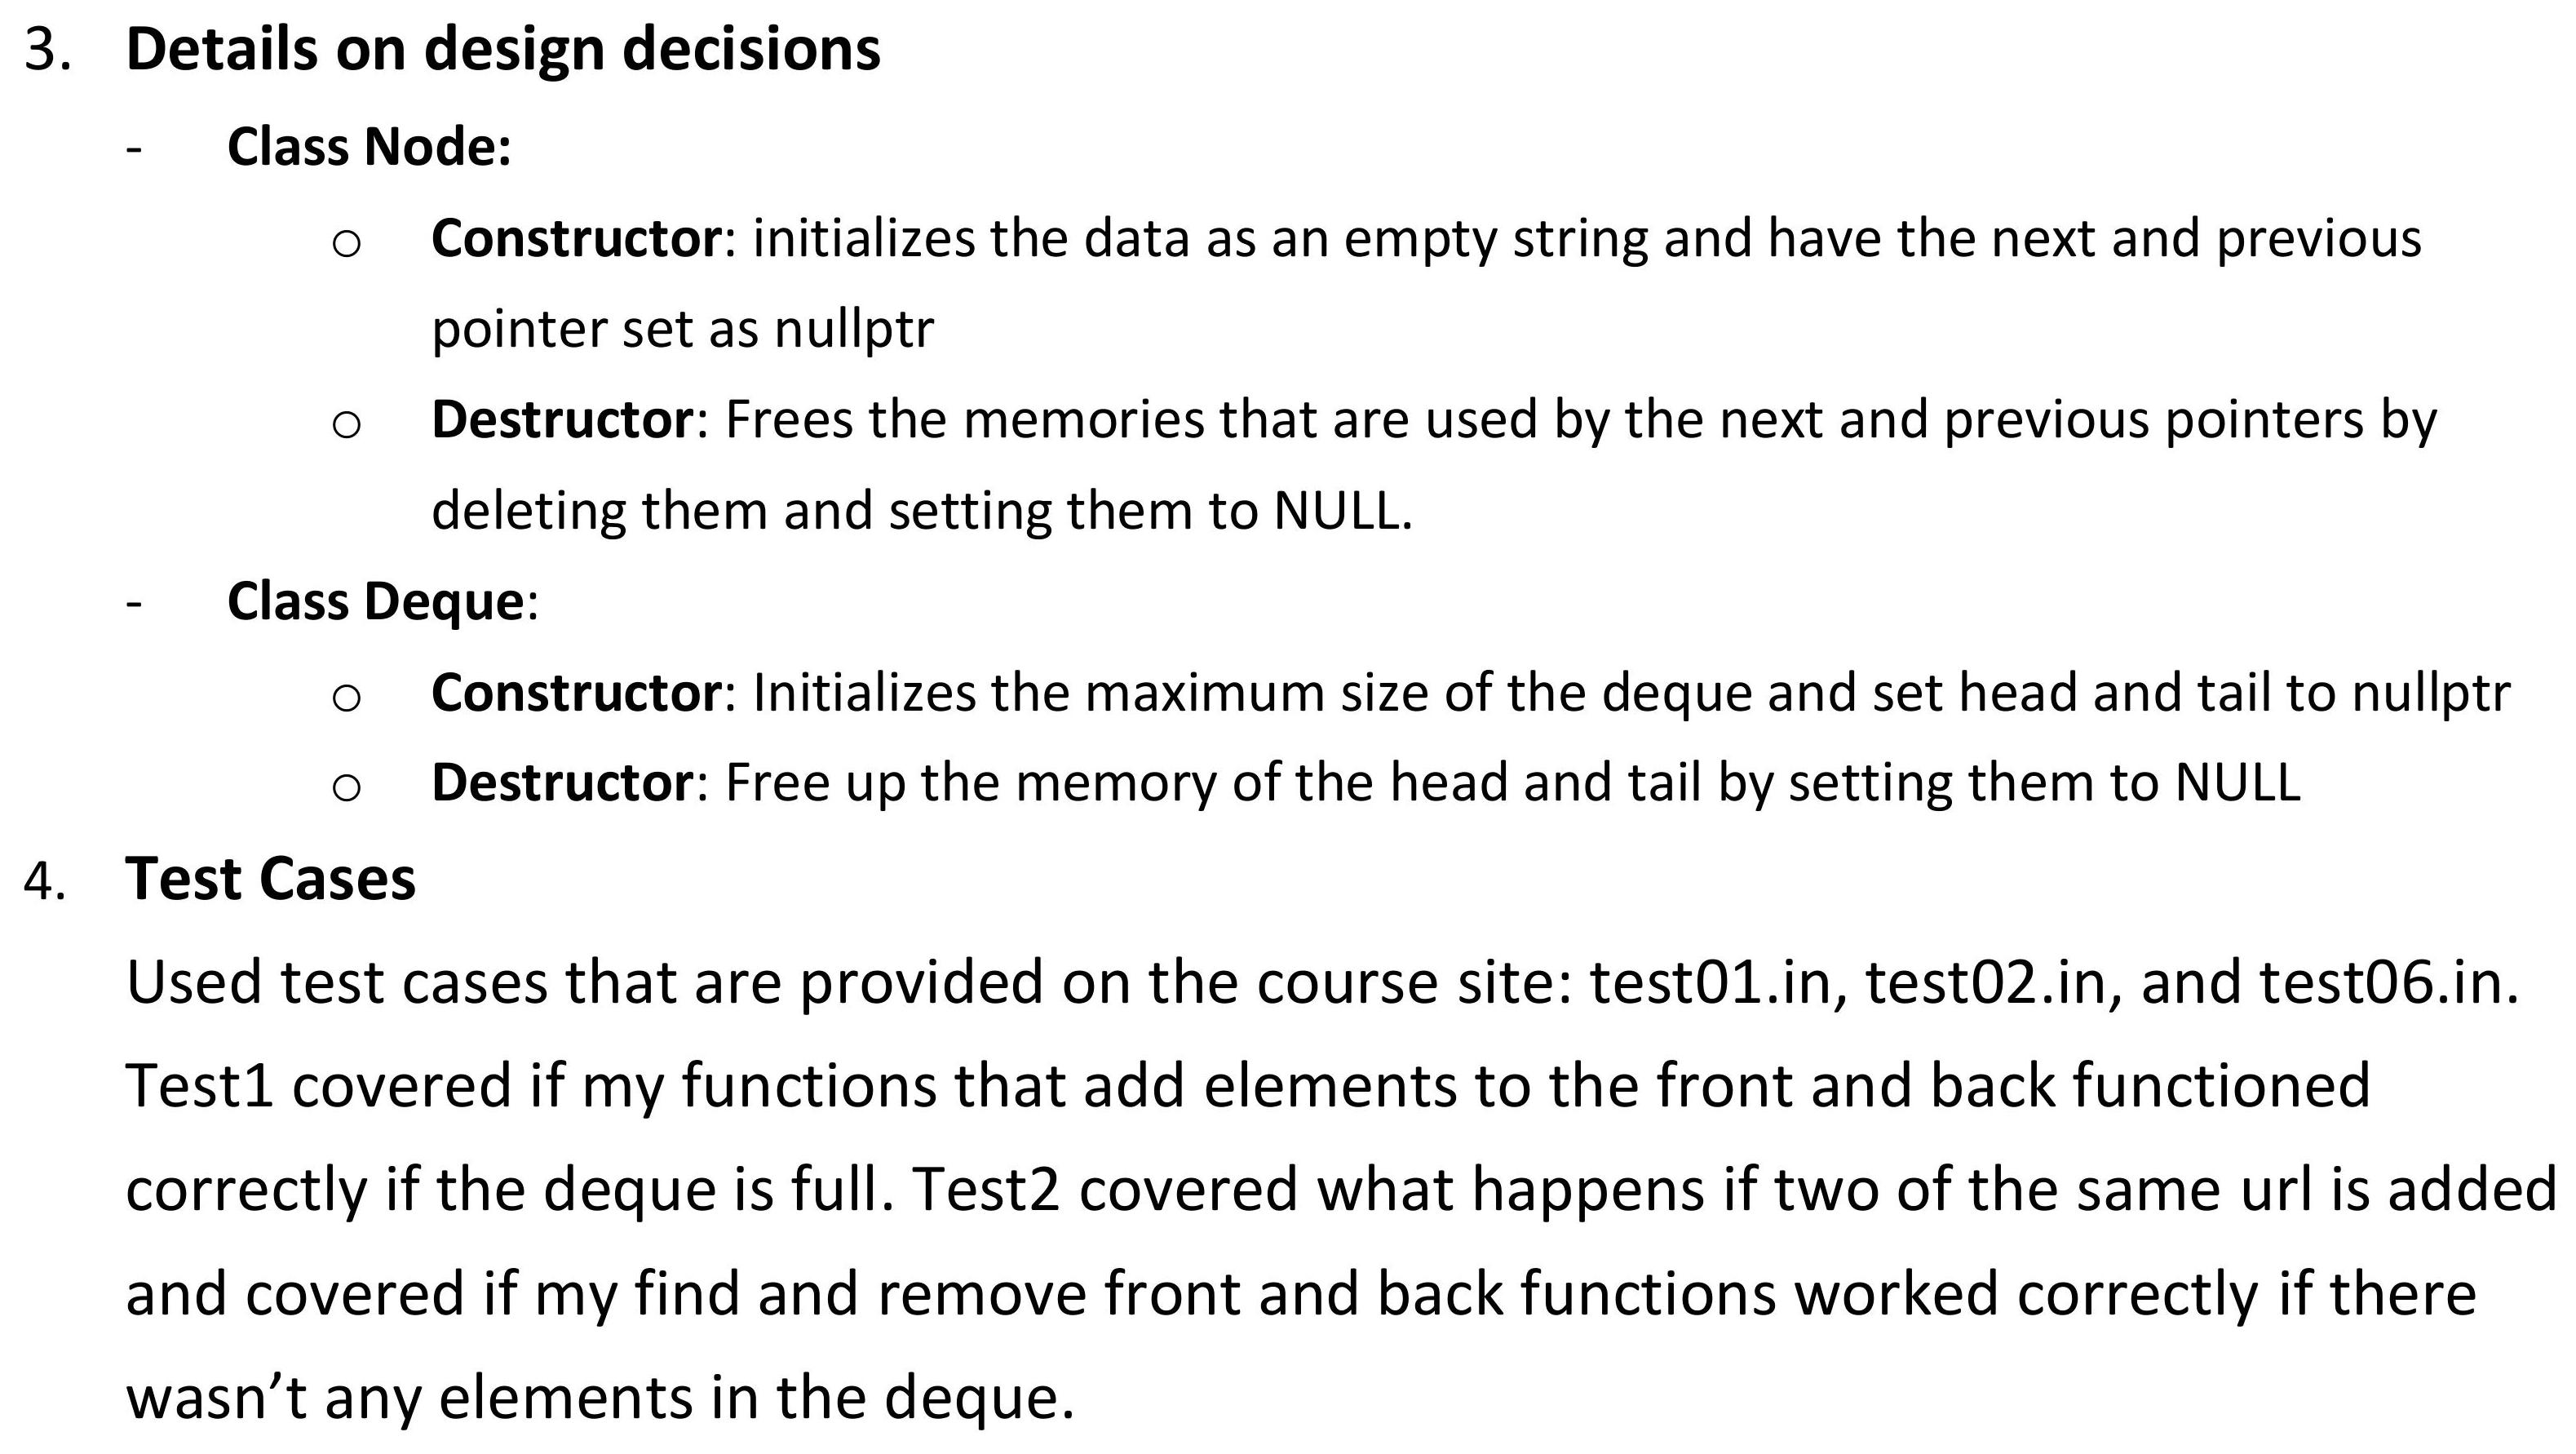 3. Details on design decisions
- Class Node:
o Constructor: initializes the data as an empty string and have the next and previous
pointer set as nullptr
o Destructor: Frees the memories that are used by the next and previous pointers by
deleting them and setting them to NULL.
- Class Deque:
o Constructor: Initializes the maximum size of the deque and set head and tail to nullptr
o Destructor: Free up the memory of the head and tail by setting them to NULL
4. Test Cases
Used test cases that are provided on the course site: test01.in, test02.in, and test06.in.
Test1 covered if my functions that add elements to the front and back functioned
correctly if the deque is full. Test2 covered what happens if two of the same url is added
and covered if my find and remove front and back functions worked correctly if there
wasn’t any elements in the deque.